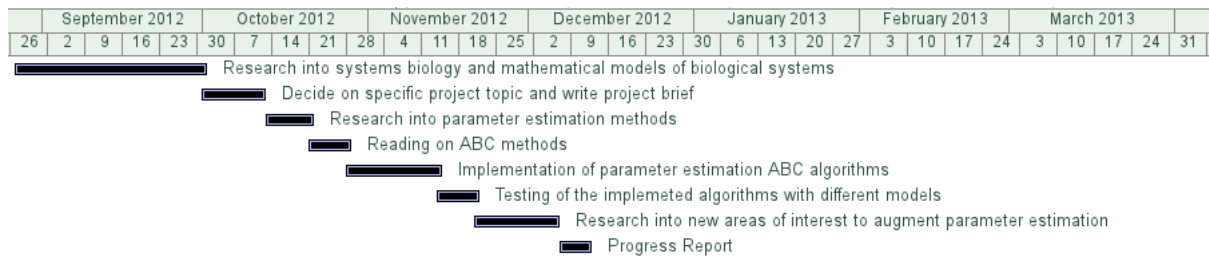 September 2012 October 2012 November 2012 December 2012 January 2013 February 2013 March 2013
26 2 9 16 23 30 7 14 21 28 4 11 18 25 2 9 16 23 30 6 13 20 27 3 10 17 24 3 10 17 24 31
Research into systems biology and mathematical models of biological systems
Decide on specific project topic and write project brief
Research into parameter estimation methods
Reading on ABC methods
Implementation of parameter estimation ABC algorithms
Testing of the implemeted algorithms with different models
Research into new areas of interest to augment parameter estimation
Progress Report